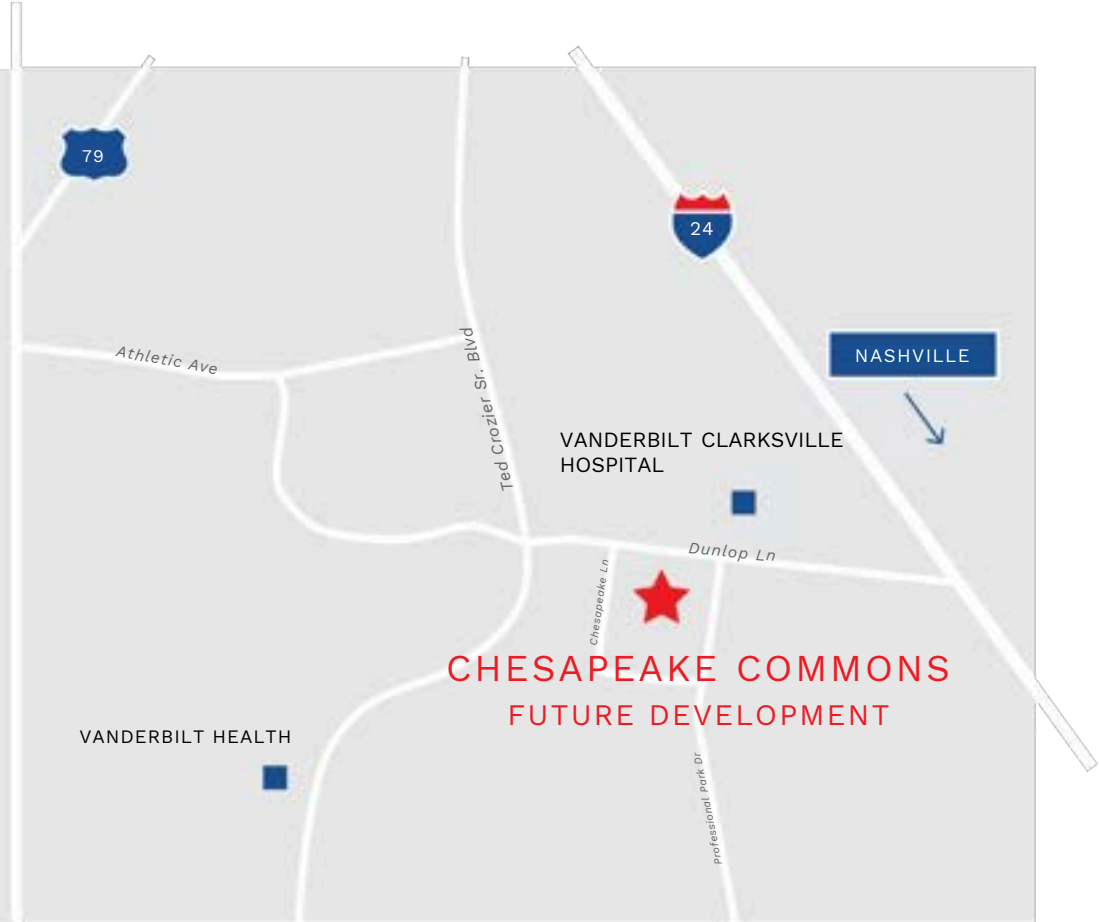 79
24
NASHVILLE
Athletic Ave
Ted Crozier Sr. Blvd
VANDERBILT CLARKSVILLE
HOSPITAL
Dunlop Ln
Chesapeake Ln
CHESAPEAKE COMMONS
FUTURE DEVELOPMENT
VANDERBILT HEALTH
Professional Park Dr